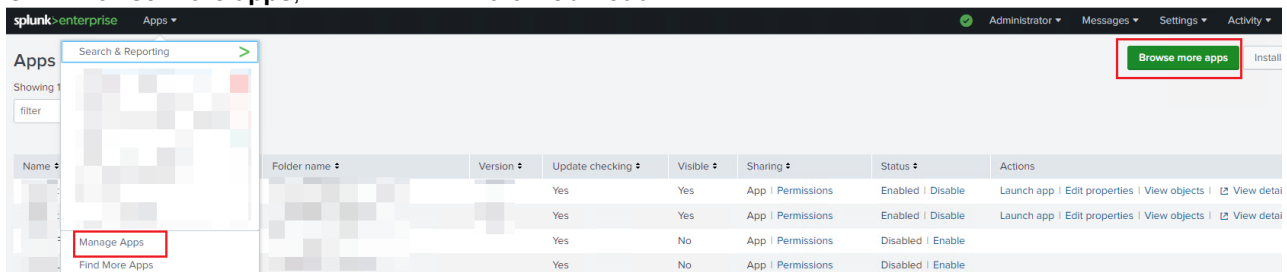 splunk>enterprise Apps ▾ Administrator ▾ Messages ▾ Settings ▾ Activity ▾
Search & Reporting >
Apps Browse more apps Install
Showing 1
filter
Name Folder name Version Update checking Visible Sharing Status Actions
Yes Yes App | Permissions Enabled | Disable Launch app | Edit properties | View objects | View detai
Yes Yes App | Permissions Enabled | Disable Launch app | Edit properties | View objects | View detai
Manage Apps Yes No App | Permissions Disabled | Enable
Find More Apps Yes No App | Permissions Disabled | Enable